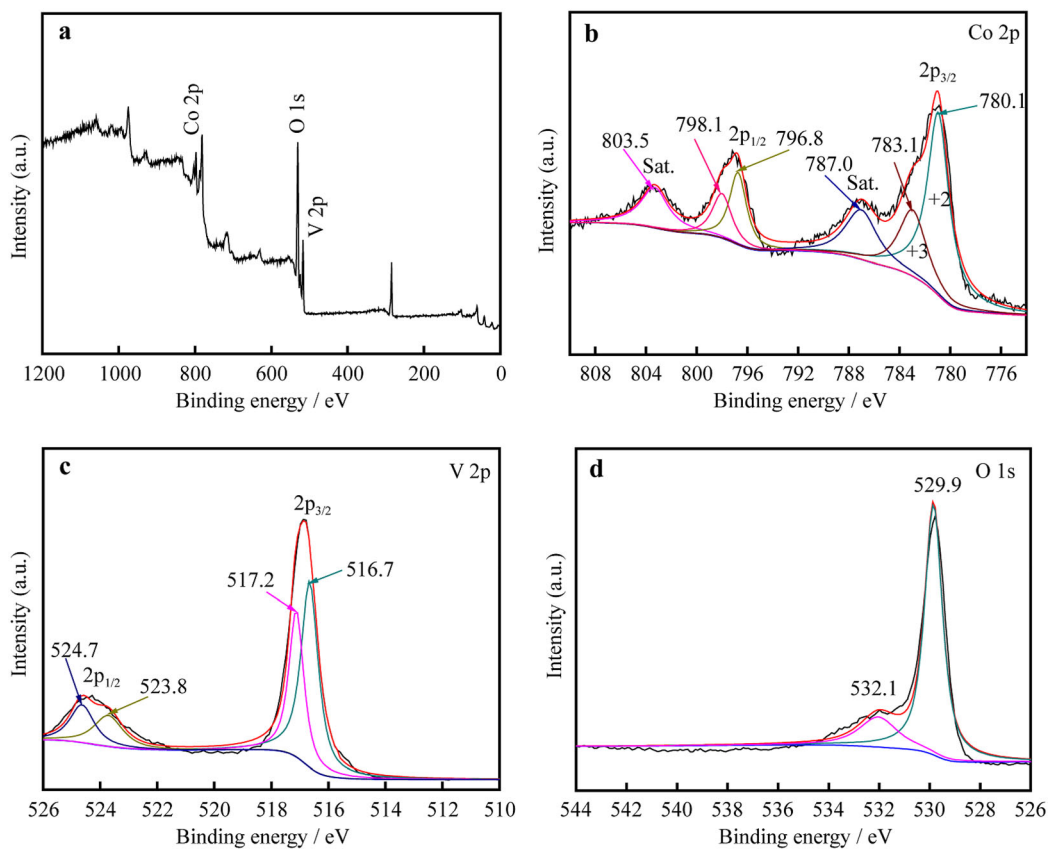 a
Co 2p
O 1s
V 2p
Intensity (a.u.)
1200 1000 800 600 400 200 0
Binding energy / eV
b
Co 2p
2p3/2
780.1
803.5
798.1
2p1/2
796.8
783.1
787.0
Sat.
Sat.
+2
+3
Intensity (a.u.)
808 804 800 796 792 788 784 780 776
Binding energy / eV
c
V 2p
2p3/2
517.2
516.7
524.7
2p1/2
523.8
Intensity (a.u.)
526 524 522 520 518 516 514 512 510
Binding energy / eV
d
O 1s
529.9
532.1
Intensity (a.u.)
544 542 540 538 536 534 532 530 528 526
Binding energy / eV